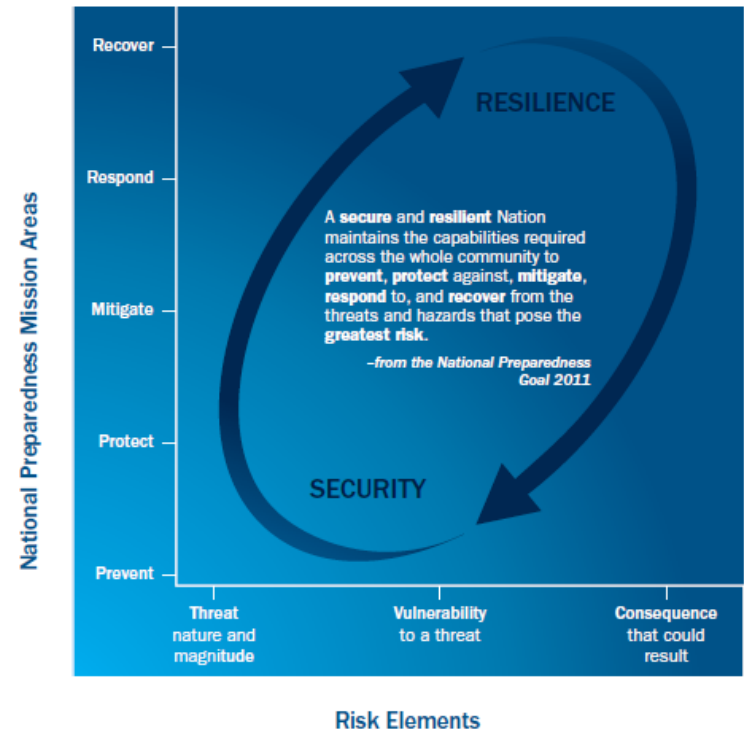 National Preparedness Mission Areas
Recover
Respond
Mitigate
Protect
Prevent
RESILIENCE
A secure and resilient Nation
maintains the capabilities required
across the whole community to
prevent, protect against, mitigate,
respond to, and recover from the
threats and hazards that pose the
greatest risk.
–from the National Preparedness
Goal 2011
SECURITY
Threat
nature and
magnitude
Vulnerability
to a threat
Consequence
that could
result
Risk Elements